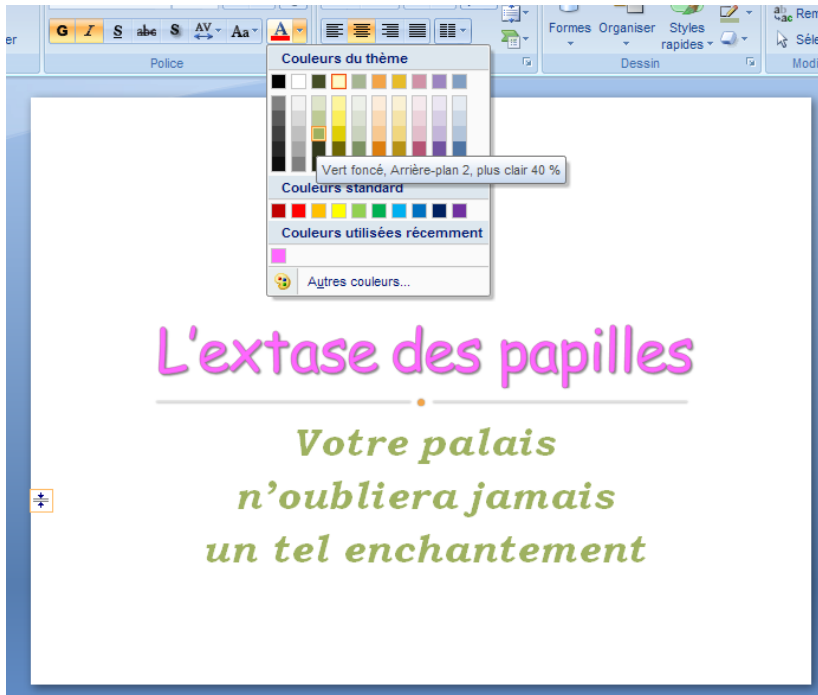 er
G I S abc S AV Aa A
ab Rem
ac
Formes Organiser Styles
rapides
Séle
Police
Dessin
Modi
Couleurs du thème
Vert foncé, Arrière-plan 2, plus clair 40 %
Couleurs standard
Couleurs utilisées récemment
Autres couleurs...
L'extase des papilles
Votre palais
n'oubliera jamais
un tel enchantement